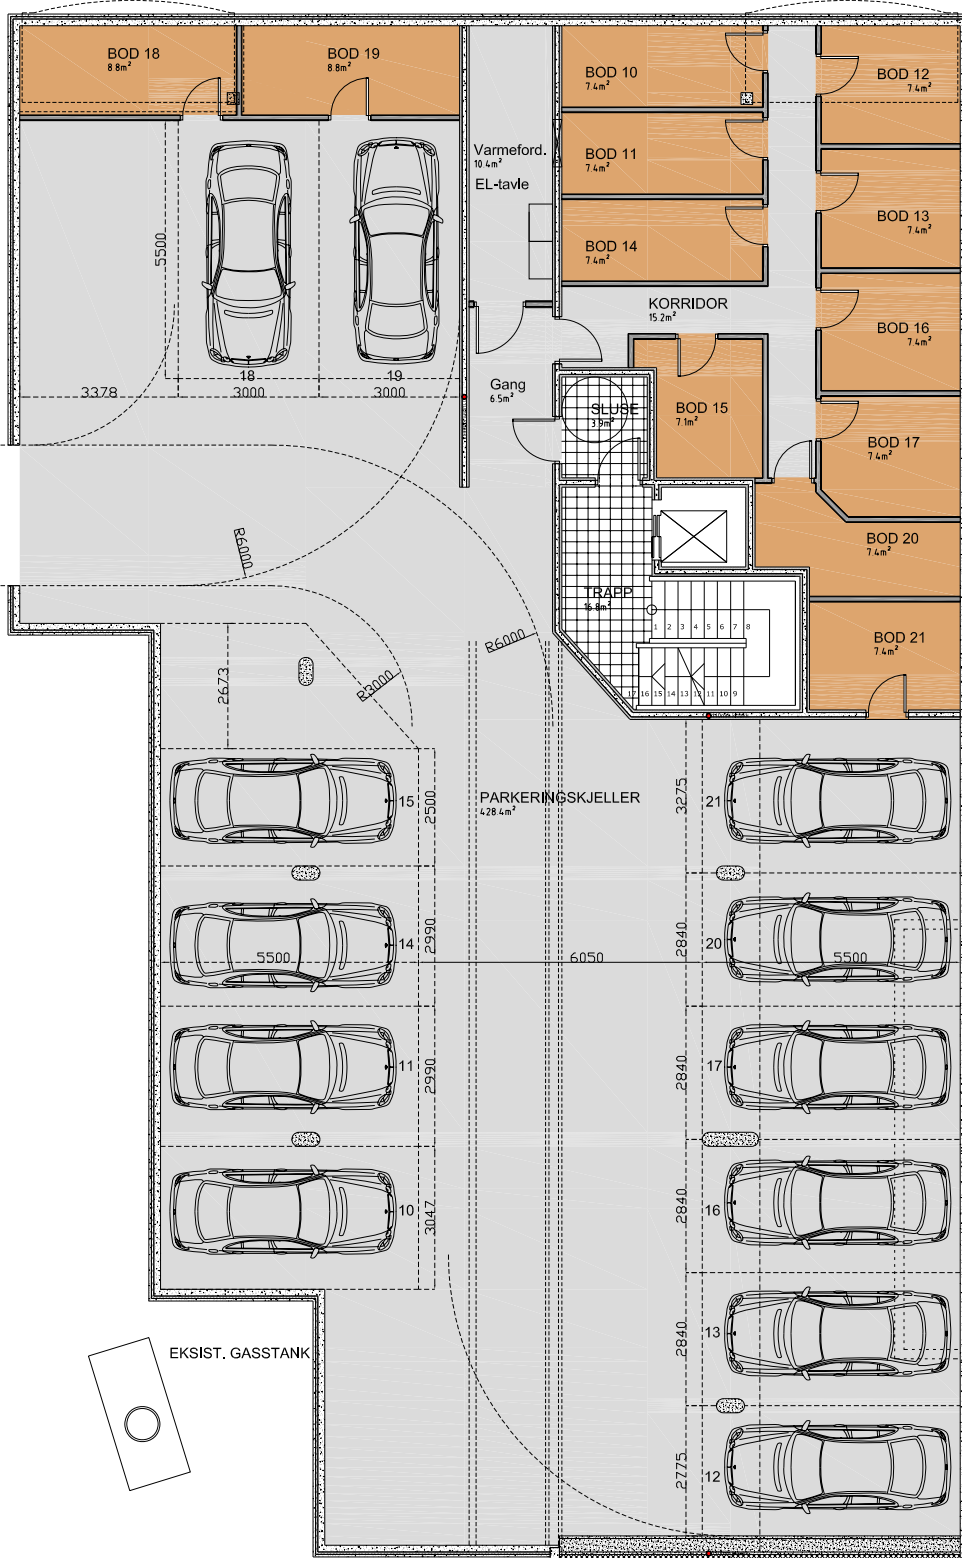 BOD 18
8.8m²
BOD 19
8.8m²
BOD 10
7.4m²
BOD 12
7.4m²
Varmeford.
10.4m²
EL-tavle
BOD 11
7.4m²
BOD 13
7.4m²
BOD 14
7.4m²
5500
KORRIDOR
15.2m²
BOD 16
7.4m²
18
19
3378
3000
3000
Gang
6.5m²
SLUSE
3.9m²
BOD 15
7.1m²
BOD 17
7.4m²
R6000
BOD 20
7.4m²
TRAPP
16.8m²
1 2 3 4 5 6 7 8
R6000
BOD 21
7.4m²
2673
R3000
17 16 15 14 13 12 11 10 9
15
2500
PARKERINGSKJELLER
428.4m²
3275
21
14
2990
2840
20
5500
6050
5500
11
2990
2840
17
10
3047
2840
16
EKSIST. GASSTANK
2840
13
2775
12